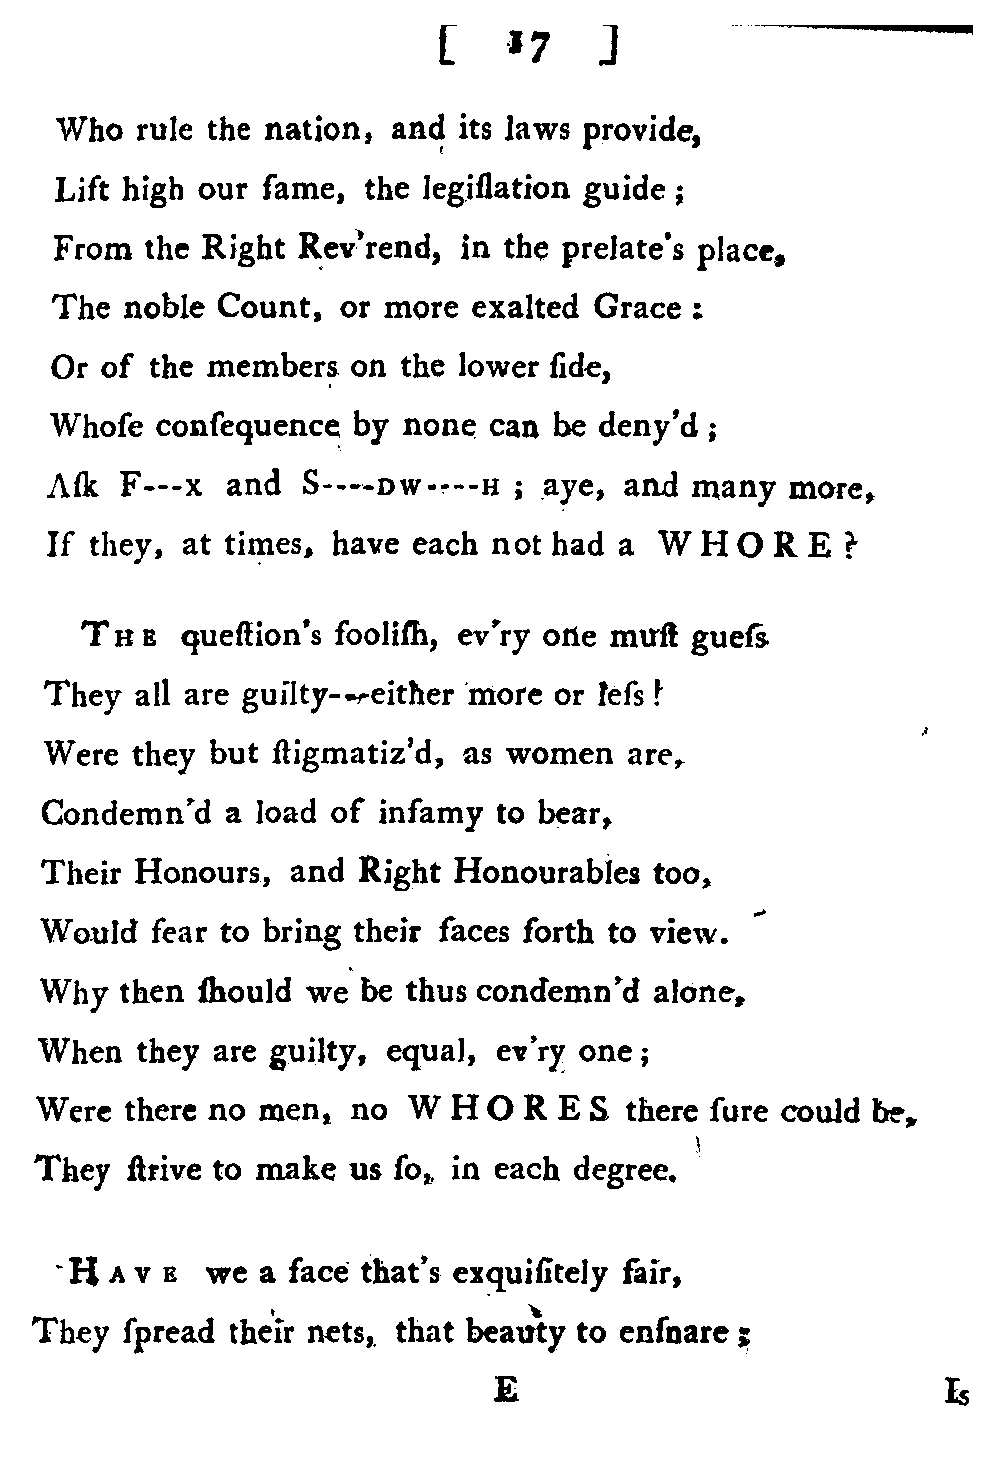 [ 17 ]
Who rule the nation, and its laws provide,
Lift high our fame, the legiſlation guide ;
From the Right Rev'rend, in the prelate's place,
The noble Count, or more exalted Grace :
Or of the members on the lower ſide,
Whoſe conſequence by none can be deny'd ;
Aſk F---x and S----dw----h ; aye, and many more,
If they, at times, have each not had a WHORE ?
The queſtion's fooliſh, ev'ry one muſt gueſs
They all are guilty---either more or leſs !
Were they but ſtigmatiz'd, as women are,
Condemn'd a load of infamy to bear,
Their Honours, and Right Honourables too,
Would fear to bring their faces forth to view.
Why then ſhould we be thus condemn'd alone,
When they are guilty, equal, ev'ry one ;
Were there no men, no WHORES there ſure could be,
They ſtrive to make us ſo, in each degree.
Have we a face that's exquiſitely fair,
They ſpread their nets, that beauty to enſnare ;
E Is